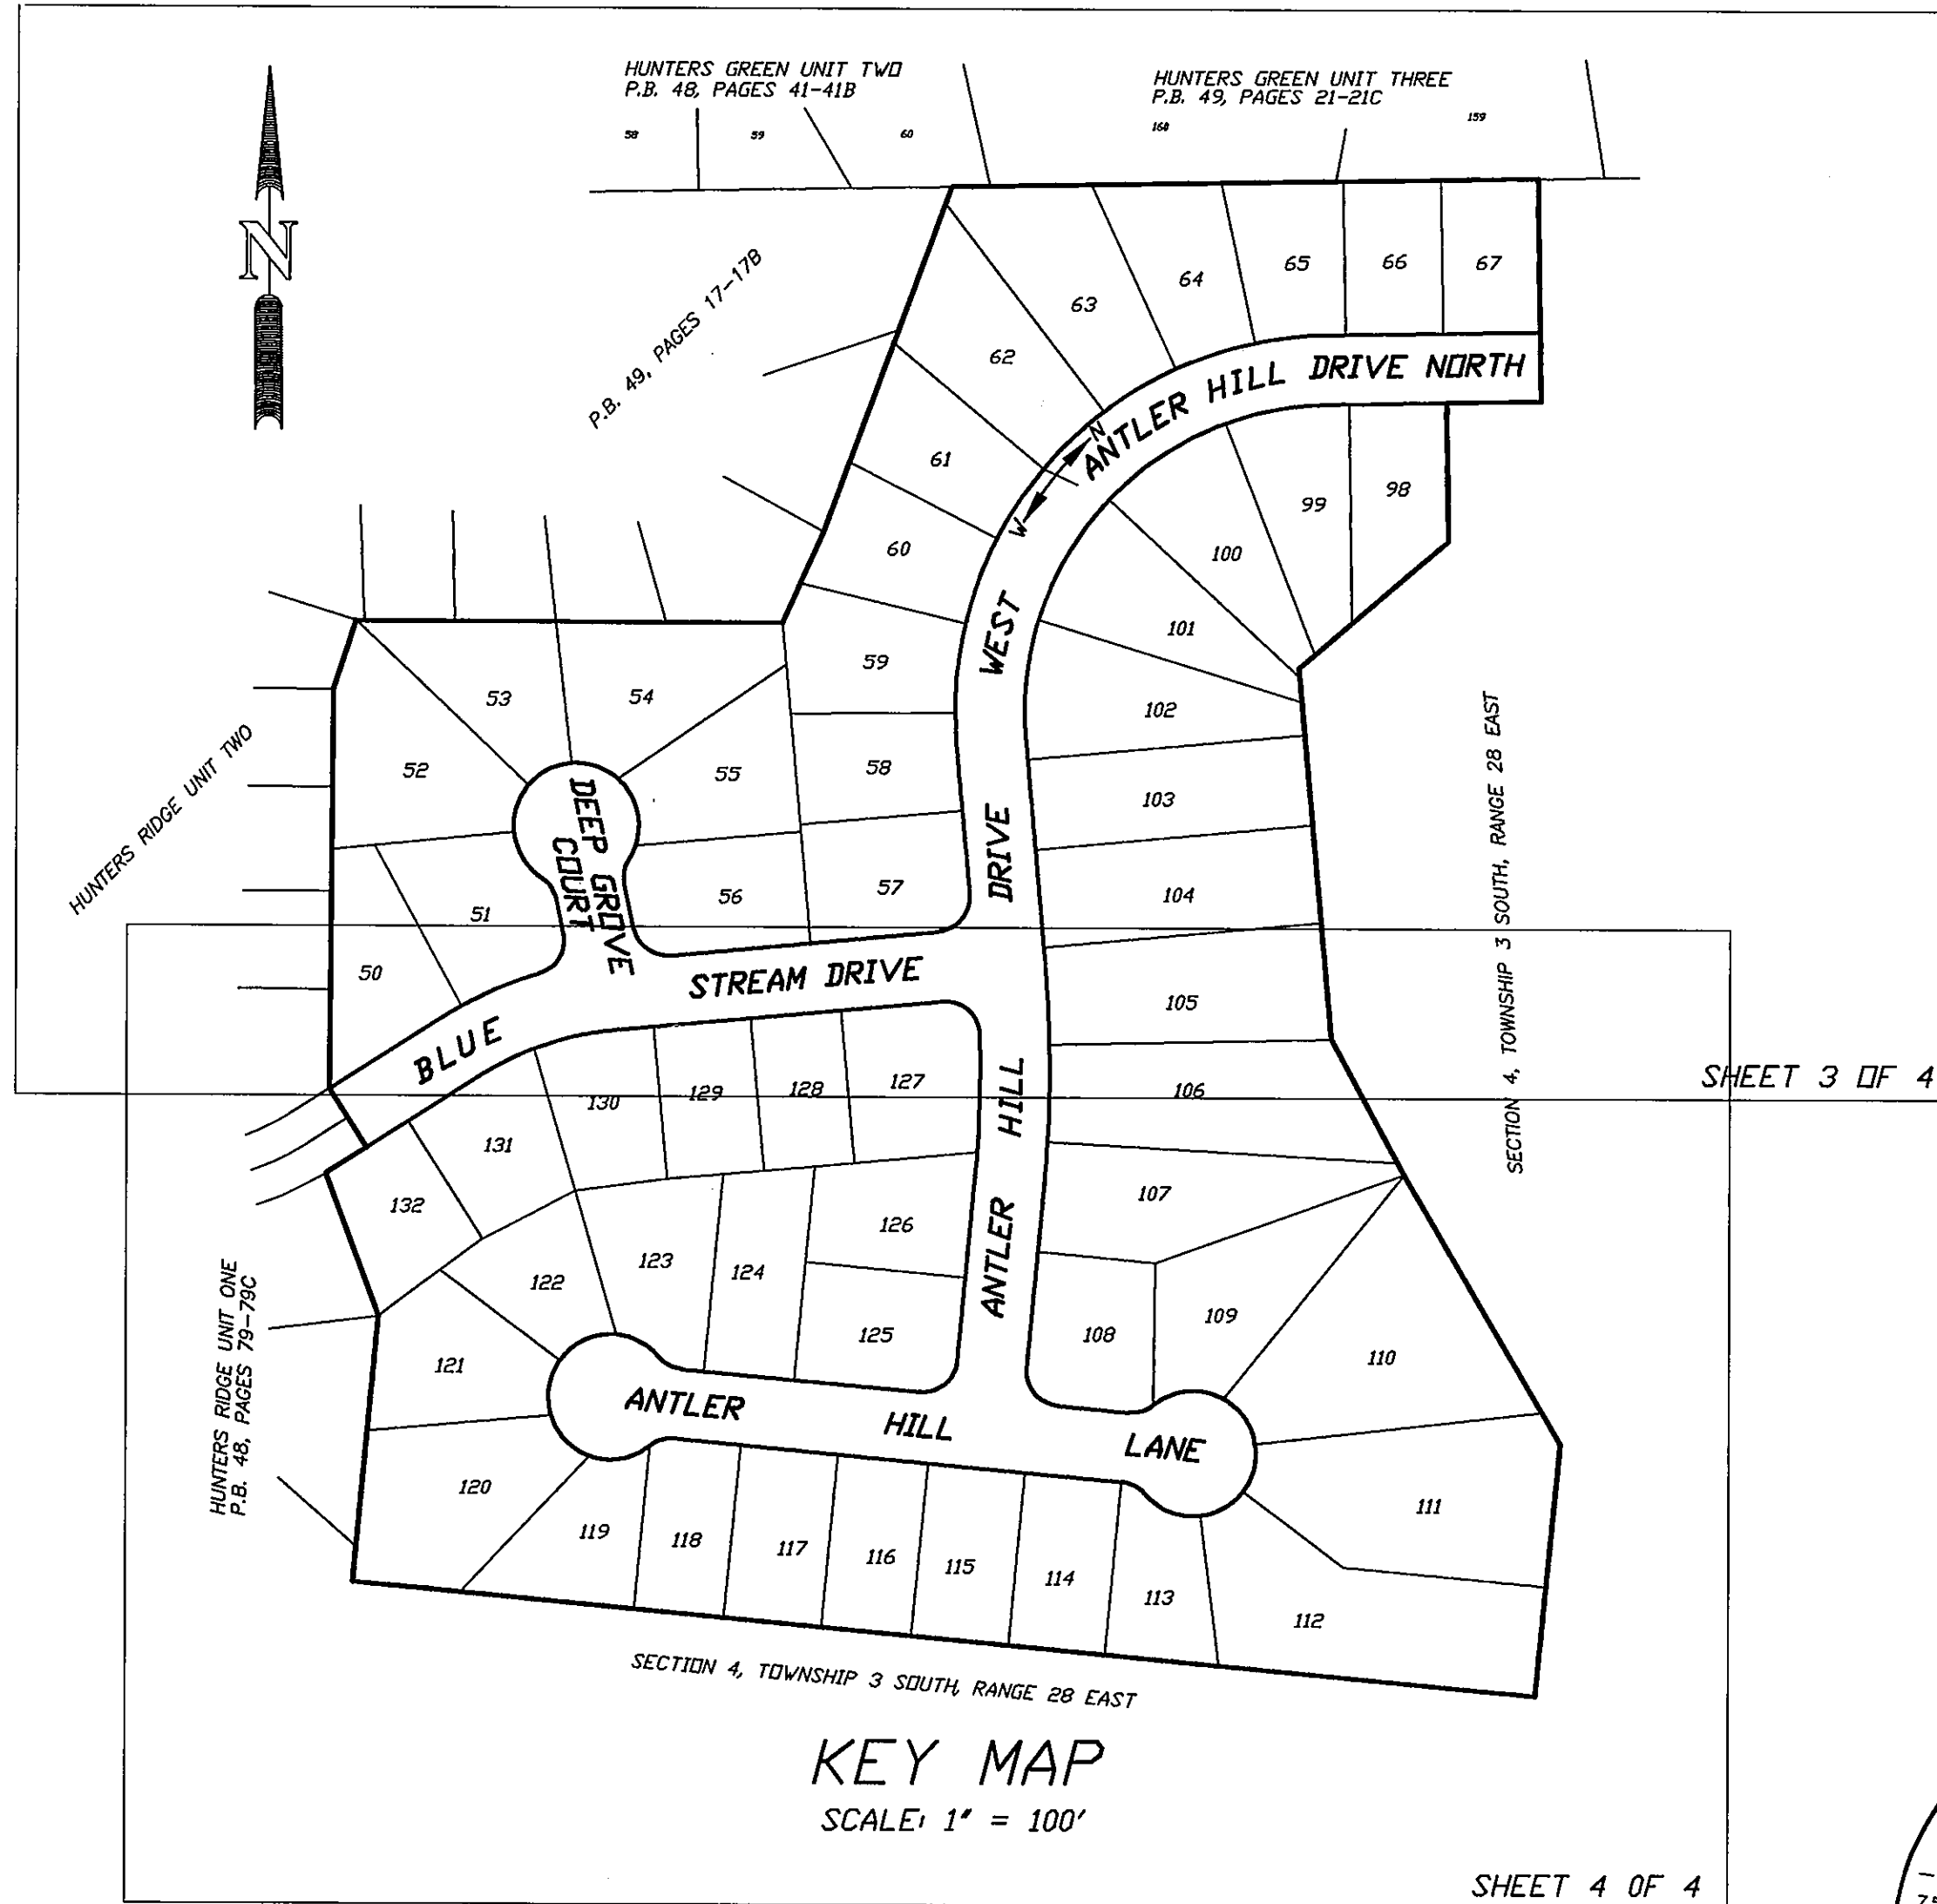 HUNTERS GREEN UNIT TWO
P.B. 48, PAGES 41-41B
HUNTERS GREEN UNIT THREE
P.B. 49, PAGES 21-21C
58
59
60
160
159
N
P.B. 49, PAGES 17-17B
67
66
65
64
63
62
61
60
59
58
57
ANTLER HILL DRIVE NORTH
N
W
98
99
100
101
102
103
104
105
106
ANTLER HILL DRIVE WEST
53
54
52
55
51
56
50
DEEP GROVE
COURT
HUNTERS RIDGE UNIT TWO
BLUE STREAM DRIVE
SECTION 4, TOWNSHIP 3 SOUTH, RANGE 28 EAST
SHEET 3 OF 4
127
128
129
130
131
132
107
126
123
124
122
125
121
108
109
110
ANTLER HILL LANE
HUNTERS RIDGE UNIT ONE
P.B. 48, PAGES 79-79C
120
119
118
117
116
115
114
113
112
111
SECTION 4, TOWNSHIP 3 SOUTH, RANGE 28 EAST
KEY MAP
SCALE: 1" = 100'
SHEET 4 OF 4